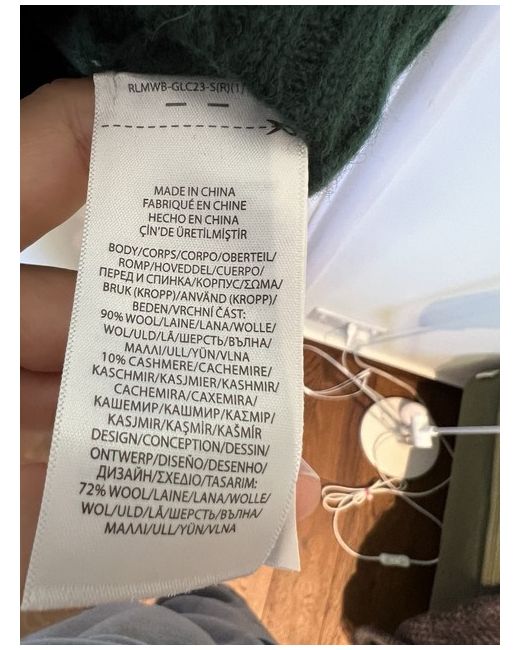 RLMWB-GLC23-S(R)(1)
MADE IN CHINA
FABRIQUÉ EN CHINE
HECHO EN CHINA
ÇİN'DE ÜRETİLMİŞTİR
BODY/CORPS/CORPO/OBERTEIL/
ROMP/HOVEDDEL/CUERPO/
ПЕРЕД И СПИНКА/КОРПУС/ΣΩΜΑ/
BRUK (KROPP)/ANVÄND (KROPP)/
BEDEN/VRCHNÍ ČÁST:
90% WOOL/LAINE/LANA/WOLLE/
WOL/ULD/LÃ/ШЕРСТЬ/ВЪЛНА/
ΜΑΛΛΙ/ULL/YÜN/VLNA
10% CASHMERE/CACHEMIRE/
KASCHMIR/KASJMIER/KASHMIR/
CACHEMIRA/CAXEMIRA/
КАШЕМИР/КАШМИР/ΚΑΣΜΙΡ/
KASJMIR/KAŞMİR/KAŠMÍR
DESIGN/CONCEPTION/DESSIN/
ONTWERP/DISEÑO/DESENHO/
ДИЗАЙН/ΣΧΕΔΙΟ/TASARIM:
72% WOOL/LAINE/LANA/WOLLE/
WOL/ULD/LÃ/ШЕРСТЬ/ВЪЛНА/
ΜΑΛΛΙ/ULL/YÜN/VLNA